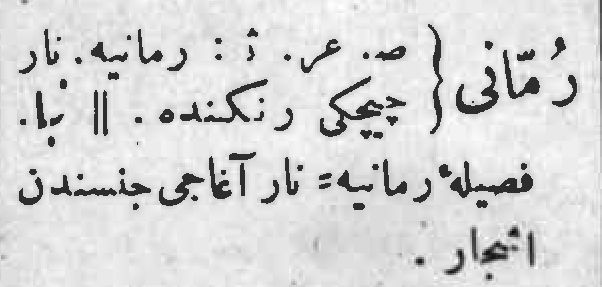 رُمّانی { ص. عر. ث : رمانیه. نار
چیچکی رنکنده. || نبا.
فصیلهٔ رمانیه = نار آغاجی جنسندن
اشجار.